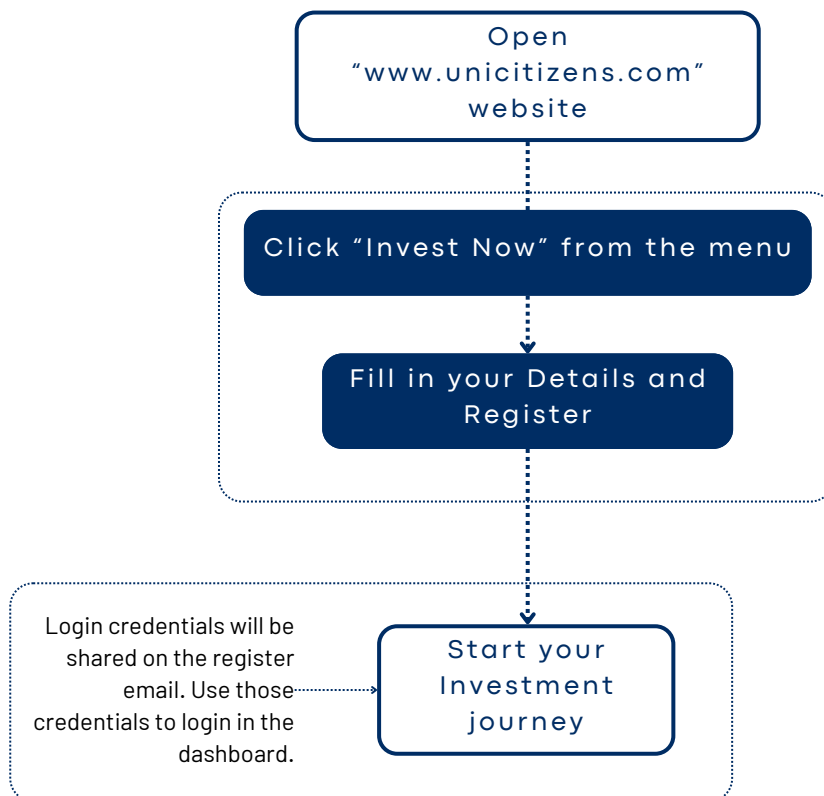 Open
“www.unicitizens.com”
website
Click “Invest Now” from the menu
Fill in your Details and
Register
Login credentials will be
shared on the register
email. Use those
credentials to login in the
dashboard.
Start your
Investment
journey